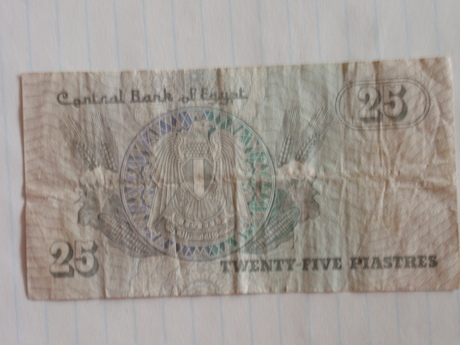 Central Bank of Egypt
25
25
TWENTY-FIVE PIASTRES